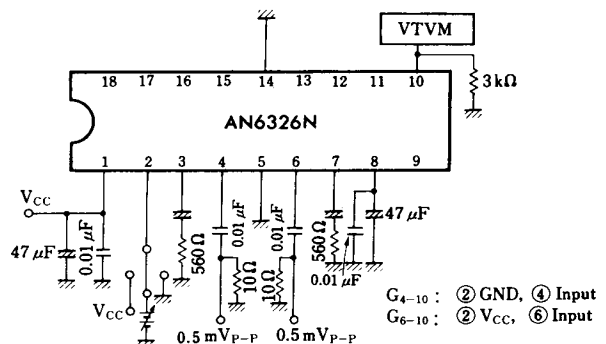 VTVM
18 17 16 15 14 13 12 11 10
3kΩ
AN6326N
1 2 3 4 5 6 7 8 9
VCC
47 μF
0.01 μF
560Ω
0.01 μF
10Ω
0.01 μF
10Ω
560Ω
0.01 μF
47 μF
VCC
0.5 mVP-P
0.5 mVP-P
G4-10 : ② GND, ④ Input
G6-10 : ② VCC, ⑥ Input